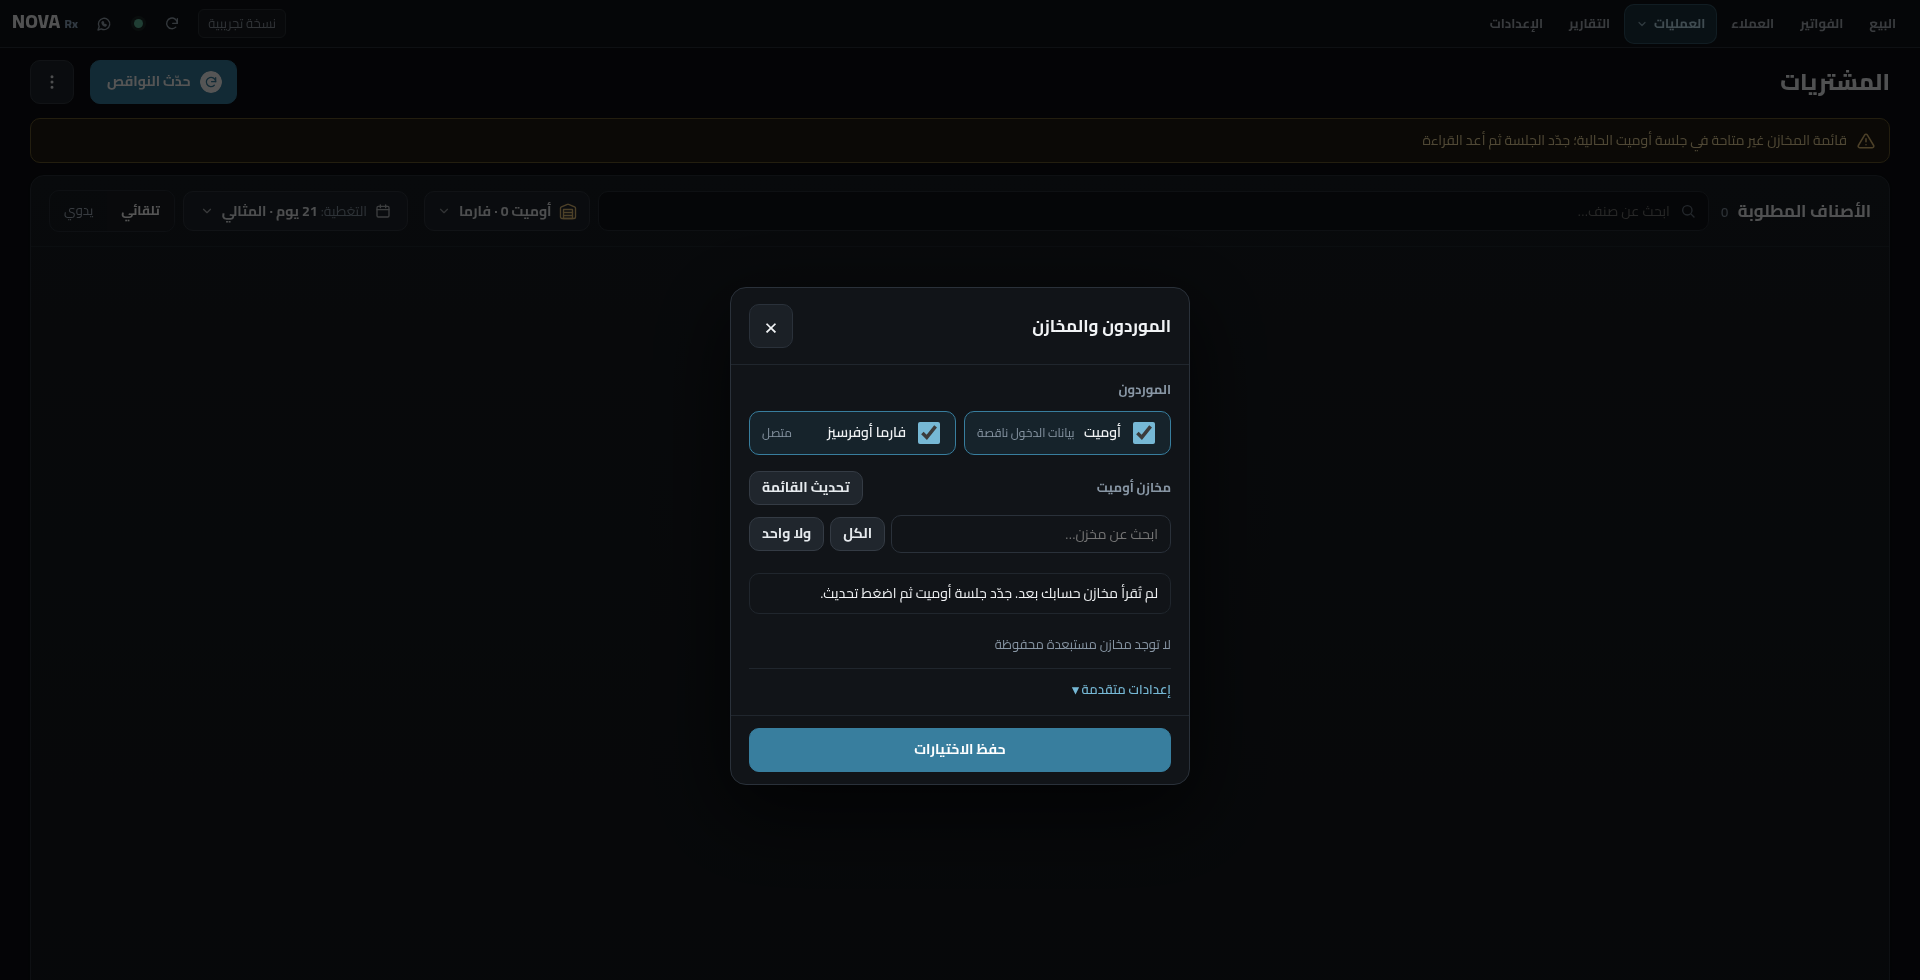 البيع
الفواتير
العملاء
العمليات
التقارير
الإعدادات
نسخة تجريبية
NOVA Rx
المشتريات
حدّث النواقص
قائمة المخازن غير متاحة في جلسة أوميت الحالية؛ جدّد الجلسة ثم أعد القراءة
الأصناف المطلوبة 0
ابحث عن صنف...
أوميت 0 · فارما
التغطية: 21 يوم · المثالي
تلقائي
يدوي
الموردون والمخازن
الموردون
أوميت بيانات الدخول ناقصة
فارما أوفرسيز متصل
مخازن أوميت
تحديث القائمة
ابحث عن مخزن...
الكل
ولا واحد
لم تُقرأ مخازن حسابك بعد. جدّد جلسة أوميت ثم اضغط تحديث.
لا توجد مخازن مستبعدة محفوظة
إعدادات متقدمة ▾
حفظ الاختيارات